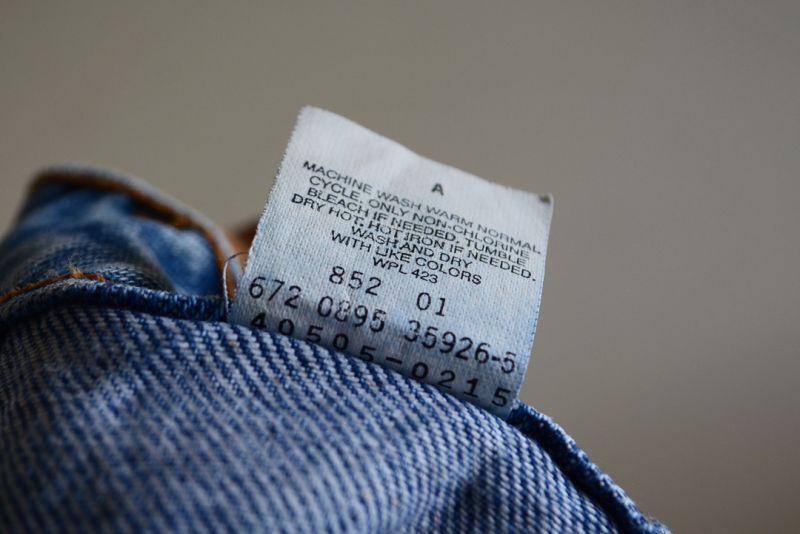 A
MACHINE WASH WARM NORMAL
CYCLE, ONLY NON-CHLORINE
BLEACH IF NEEDED, TUMBLE
DRY HOT HOT IRON IF NEEDED.
WASH AND DRY
WITH LIKE COLORS
WPL 423
852 01
672 0895 35926-5
40505-0215